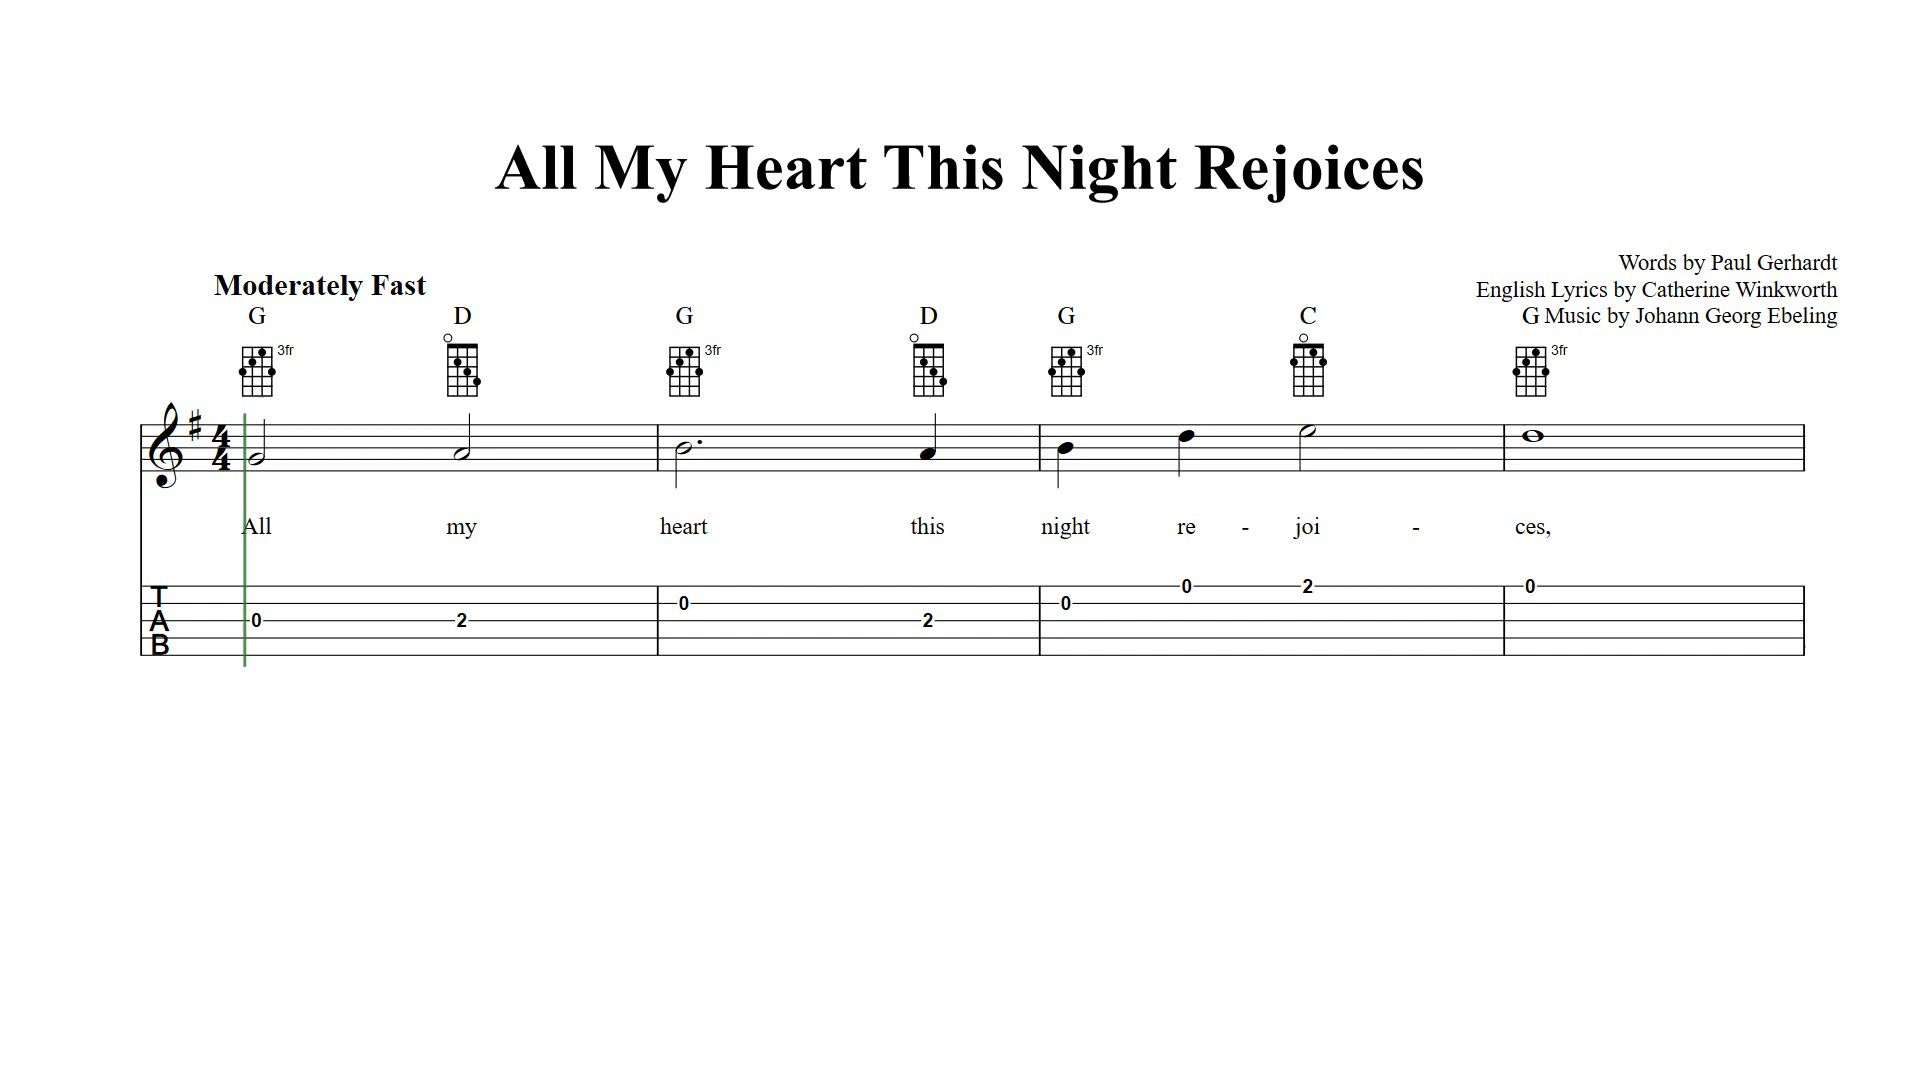 All My Heart This Night Rejoices
Words by Paul Gerhardt
Moderately Fast
English Lyrics by Catherine Winkworth
G D G D G C G Music by Johann Georg Ebeling
3fr 3fr 3fr 3fr
4
4
All my heart this night re - joi - ces,
T
A
B
0 2 0 2 0 0 2 0